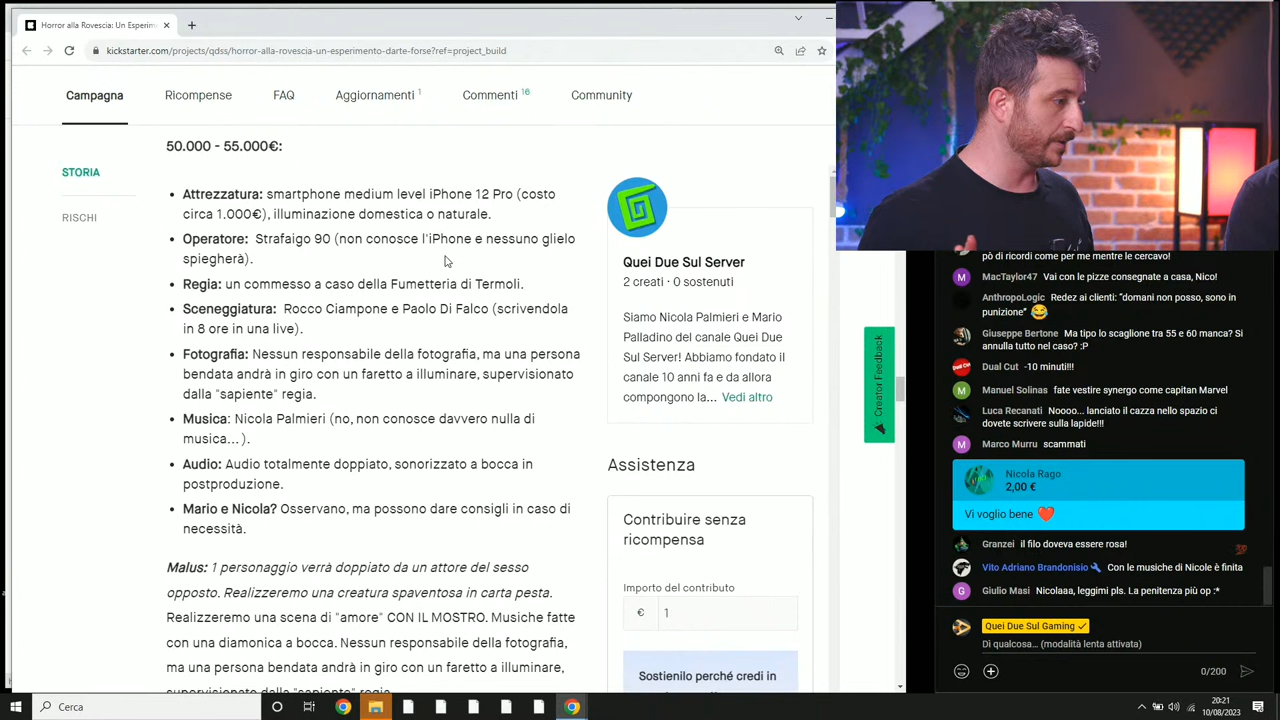 Horror alla Rovescia: Un Esperim
kickstarter.com/projects/qdss/horror-alla-rovescia-un-esperimento-darte-forse?ref=project_build
Campagna
Ricompense
FAQ
Aggiornamenti 1
Commenti 16
Community
STORIA
RISCHI
50.000 - 55.000€:
• Attrezzatura: smartphone medium level iPhone 12 Pro (costo
circa 1.000€), illuminazione domestica o naturale.
• Operatore: Strafaigo 90 (non conosce l'iPhone e nessuno glielo
spiegherà).
• Regia: un commesso a caso della Fumetteria di Termoli.
• Sceneggiatura: Rocco Ciampone e Paolo Di Falco (scrivendola
in 8 ore in una live).
• Fotografia: Nessun responsabile della fotografia, ma una persona
bendata andrà in giro con un faretto a illuminare, supervisionato
dalla "sapiente" regia.
• Musica: Nicola Palmieri (no, non conosce davvero nulla di
musica... ).
• Audio: Audio totalmente doppiato, sonorizzato a bocca in
postproduzione.
• Mario e Nicola? Osservano, ma possono dare consigli in caso di
necessità.
Malus: 1 personaggio verrà doppiato da un attore del sesso
opposto. Realizzeremo una creatura spaventosa in carta pesta.
Realizzeremo una scena di "amore" CON IL MOSTRO. Musiche fatte
con una diamonica a bocca. Nessun responsabile della fotografia,
ma una persona bendata andrà in giro con un faretto a illuminare,
supervisionato dalla "sapiente" regia.
Quei Due Sul Server
2 creati · 0 sostenuti
Siamo Nicola Palmieri e Mario
Palladino del canale Quei Due
Sul Server! Abbiamo fondato il
canale 10 anni fa e da allora
compongono la... Vedi altro
Assistenza
Contribuire senza
ricompensa
Importo del contributo
€ 1
Sostienilo perché credi in
Creator Feedback
pò di ricordi come per me mentre le cercavo!
M MacTaylor47 Vai con le pizze consegnate a casa, Nico!
AnthropoLogic Redez ai clienti: “domani non posso, sono in
punizione” 😂
Giuseppe Bertone Ma tipo lo scaglione tra 55 e 60 manca? Si
annulla tutto nel caso? :P
Dual Cut -10 minuti!!!
M Manuel Solinas fate vestire synergo come capitan Marvel
Luca Recanati Noooo... lanciato il cazza nello spazio ci
dovete scrivere sulla lapide!!!
M Marco Murru scammati
Nicola Rago
2,00 €
Vi voglio bene ❤️
Granzei il filo doveva essere rosa!
Vito Adriano Brandonisio Con le musiche di Nicole è finita
G Giulio Masi Nicolaaa, leggimi pls. La penitenza più op :*
Quei Due Sul Gaming ✓
Di qualcosa... (modalità lenta attivata)
0/200
Cerca
20:21
10/08/2023